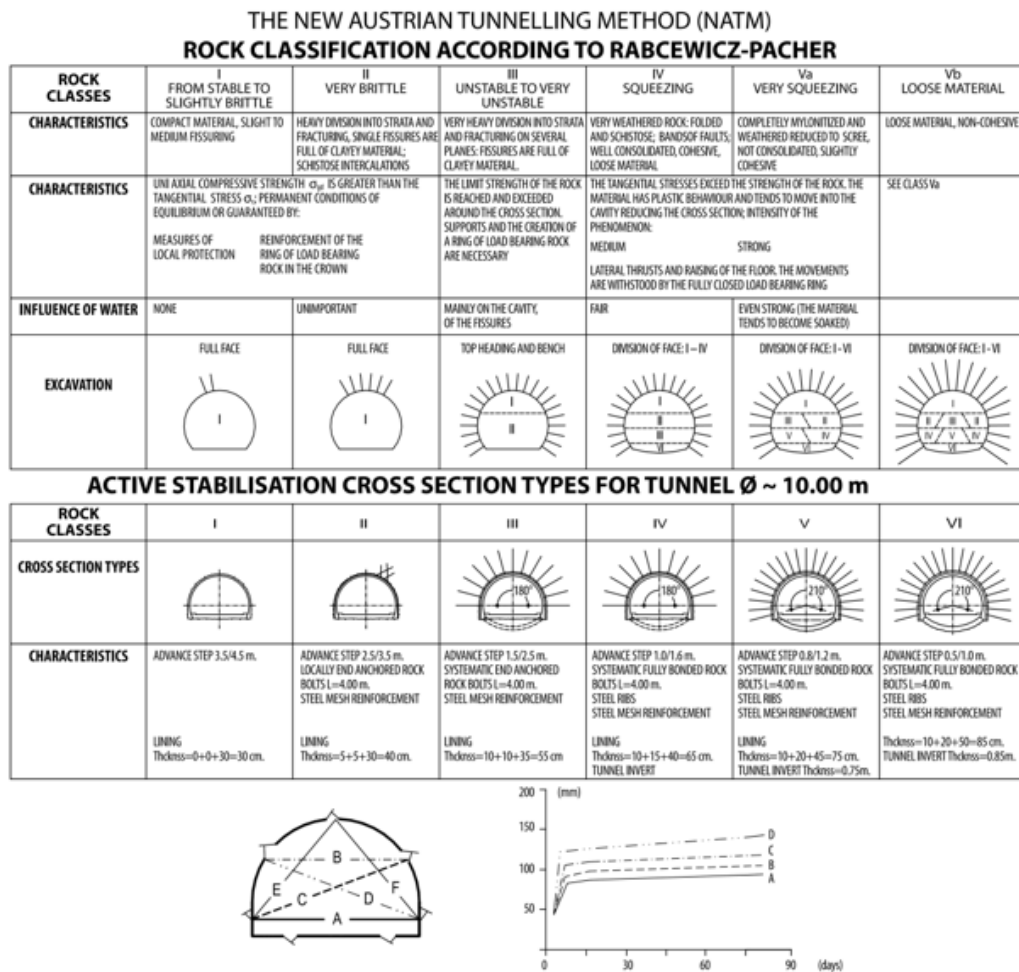 THE NEW AUSTRIAN TUNNELLING METHOD (NATM)
ROCK CLASSIFICATION ACCORDING TO RABCEWICZ-PACHER
ROCK
CLASSES
I
FROM STABLE TO
SLIGHTLY BRITTLE
II
VERY BRITTLE
III
UNSTABLE TO VERY
UNSTABLE
IV
SQUEEZING
Va
VERY SQUEEZING
Vb
LOOSE MATERIAL
CHARACTERISTICS
COMPACT MATERIAL, SLIGHT TO
MEDIUM FISSURING
HEAVY DIVISION INTO STRATA AND
FRACTURING, SINGLE FISSURES ARE
FULL OF CLAYEY MATERIAL;
SCHISTOSE INTERCALATIONS
VERY HEAVY DIVISION INTO STRATA
AND FRACTURING ON SEVERAL
PLANES: FISSURES ARE FULL OF
CLAYEY MATERIAL.
VERY WEATHERED ROCK: FOLDED
AND SCHISTOSE; BANDSOF FAULTS;
WELL CONSOLIDATED, COHESIVE,
LOOSE MATERIAL
COMPLETELY MYLONITIZED AND
WEATHERED REDUCED TO SCREE,
NOT CONSOLIDATED, SLIGHTLY
COHESIVE
LOOSE MATERIAL, NON-COHESIVE
CHARACTERISTICS
UNI AXIAL COMPRESSIVE STRENGTH IS GREATER THAN THE
TANGENTIAL STRESS; PERMANENT CONDITIONS OF
EQUILIBRIUM OR GUARANTEED BY:
MEASURES OF
LOCAL PROTECTION
REINFORCEMENT OF THE
RING OF LOAD BEARING
ROCK IN THE CROWN
THE LIMIT STRENGTH OF THE ROCK
IS REACHED AND EXCEEDED
AROUND THE CROSS SECTION.
SUPPORTS AND THE CREATION OF
A RING OF LOAD BEARING ROCK
ARE NECESSARY
THE TANGENTIAL STRESSES EXCEED THE STRENGTH OF THE ROCK. THE
MATERIAL HAS PLASTIC BEHAVIOUR AND TENDS TO MOVE INTO THE
CAVITY REDUCING THE CROSS SECTION; INTENSITY OF THE
PHENOMENON:
MEDIUM
STRONG
LATERAL THRUSTS AND RAISING OF THE FLOOR. THE MOVEMENTS
ARE WITHSTOOD BY THE FULLY CLOSED LOAD BEARING RING
SEE CLASS Va
INFLUENCE OF WATER
NONE
UNIMPORTANT
MAINLY ON THE CAVITY,
OF THE FISSURES
FAIR
EVEN STRONG (THE MATERIAL
TENDS TO BECOME SOAKED)
EXCAVATION
FULL FACE
I
FULL FACE
I
TOP HEADING AND BENCH
I
II
DIVISION OF FACE: I – IV
I
II
III
VI
DIVISION OF FACE: I - VI
I
III II
V IV
VI
DIVISION OF FACE: I - VI
I
II III II
IV V IV
VI
ACTIVE STABILISATION CROSS SECTION TYPES FOR TUNNEL Ø ~ 10.00 m
ROCK
CLASSES
I
II
III
IV
V
VI
CROSS SECTION TYPES
180°
180°
210°
210°
CHARACTERISTICS
ADVANCE STEP 3.5/4.5 m.
LINING
Thcknss=0+0+30=30 cm.
ADVANCE STEP 2.5/3.5 m.
LOCALLY END ANCHORED ROCK
BOLTS L=4.00 m.
STEEL MESH REINFORCEMENT
LINING
Thcknss=5+5+30=40 cm.
ADVANCE STEP 1.5/2.5 m.
SYSTEMATIC END ANCHORED
ROCK BOLTS L=4.00 m.
STEEL MESH REINFORCEMENT
LINING
Thcknss=10+10+35=55 cm
ADVANCE STEP 1.0/1.6 m.
SYSTEMATIC FULLY BONDED ROCK
BOLTS L=4.00 m.
STEEL RIBS
STEEL MESH REINFORCEMENT
LINING
Thcknss=10+15+40=65 cm.
TUNNEL INVERT
ADVANCE STEP 0.8/1.2 m.
SYSTEMATIC FULLY BONDED ROCK
BOLTS L=4.00 m.
STEEL RIBS
STEEL MESH REINFORCEMENT
LINING
Thcknss=10+20+45=75 cm.
TUNNEL INVERT Thcknss=0.75m.
ADVANCE STEP 0.5/1.0 m.
SYSTEMATIC FULLY BONDED ROCK
BOLTS L=4.00 m.
STEEL RIBS
STEEL MESH REINFORCEMENT
Thcknss=10+20+50=85 cm.
TUNNEL INVERT Thcknss=0.85m.
B
E
C
D
F
A
200 (mm)
150
100
50
D
C
B
A
0 30 60 90 (days)